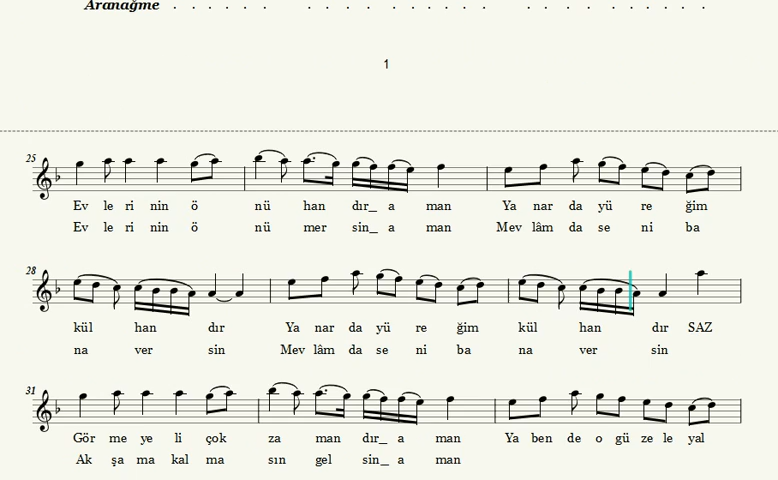 Aranağme . . . . . . . . . . . . . . . . . . . . . . . .
1
25
Ev le ri nin ö nü han dır_ a man Ya nar da yü re ğim
Ev le ri nin ö nü mer sin_ a man Mev lâm da se ni ba
28
kül han dır Ya nar da yü re ğim kül han dır SAZ
na ver sin Mev lâm da se ni ba na ver sin
31
Gör me ye li çok za man dır_ a man Ya ben de o gü ze le yal
Ak şa ma kal ma sın gel sin_ a man